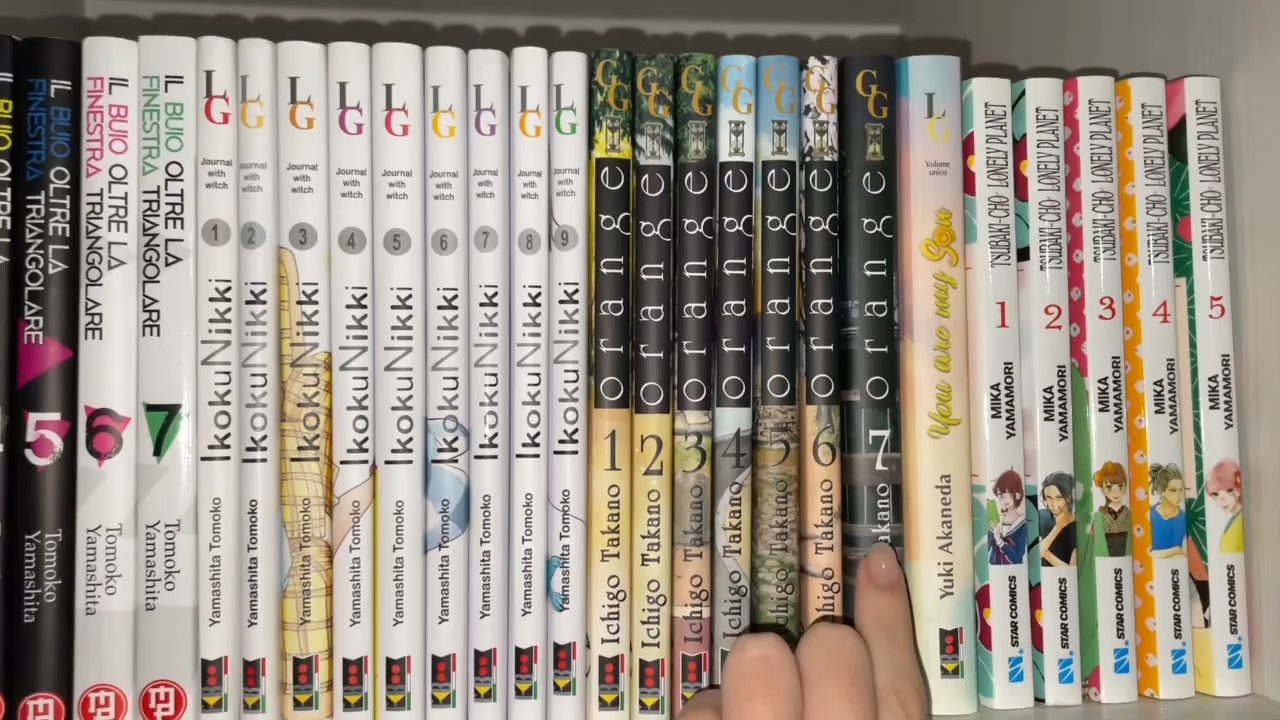 IL BUIO OLTRE LA
FINESTRA TRIANGOLARE
5
Tomoko
Yamashita
IL BUIO OLTRE LA
FINESTRA TRIANGOLARE
6
Tomoko
Yamashita
IL BUIO OLTRE LA
FINESTRA TRIANGOLARE
7
Tomoko
Yamashita
LG
Journal
with
witch
1
IkokuNikki
Yamashita Tomoko
LG
Journal
with
witch
2
IkokuNikki
Yamashita Tomoko
LG
Journal
with
witch
3
IkokuNikki
LG
Journal
with
witch
4
IkokuNikki
Yamashita Tomoko
LG
Journal
with
witch
5
IkokuNikki
Yamashita Tomoko
LG
Journal
with
witch
6
IkokuNikki
Yamashita Tomoko
LG
Journal
with
witch
7
IkokuNikki
Yamashita Tomoko
LG
Journal
with
witch
8
IkokuNikki
Yamashita Tomoko
LG
Journal
with
witch
9
IkokuNikki
Yamashita Tomoko
GG
orange
1
Ichigo Takano
GG
orange
2
Ichigo Takano
GG
orange
3
Ichigo Takano
GG
orange
4
Ichigo Takano
GG
orange
5
Ichigo Takano
GG
orange
6
Ichigo Takano
GG
orange
7
akano
LG
Volume
unico
You are my Son
Yuki Akaneda
TSUBAKI-CHO LONELY PLANET
1
MIKA
YAMAMORI
STAR COMICS
TSUBAKI-CHO LONELY PLANET
2
MIKA
YAMAMORI
STAR COMICS
TSUBAKI-CHO LONELY PLANET
3
MIKA
YAMAMORI
STAR COMICS
TSUBAKI-CHO LONELY PLANET
4
MIKA
YAMAMORI
STAR COMICS
TSUBAKI-CHO LONELY PLANET
5
MIKA
YAMAMORI
STAR COMICS